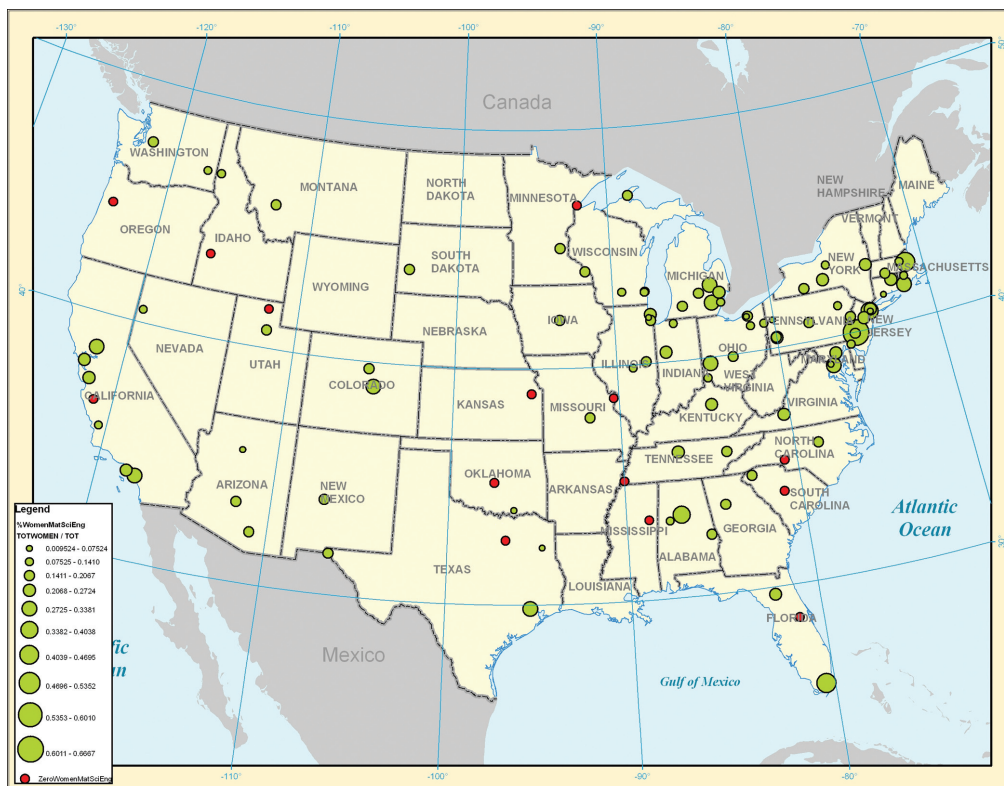 -130° -120° -110° -100° -90° -80° -70°
50°
Canada
WASHINGTON
MONTANA
NORTH
DAKOTA
MINNESOTA
NEW
HAMPSHIRE
MAINE
VERMONT
OREGON
IDAHO
SOUTH
DAKOTA
WISCONSIN
MICHIGAN
NEW
YORK
MASSACHUSETTS
40°
40°
WYOMING
IOWA
NEBRASKA
PENNSYLVANIA
NEW
JERSEY
NEVADA
UTAH
COLORADO
ILLINOIS
INDIANA
OHIO
WEST
VIRGINIA
MARYLAND
CALIFORNIA
KANSAS
MISSOURI
KENTUCKY
VIRGINIA
ARIZONA
NEW
MEXICO
OKLAHOMA
ARKANSAS
TENNESSEE
NORTH
CAROLINA
SOUTH
CAROLINA
Atlantic
Ocean
MISSISSIPPI
ALABAMA
GEORGIA
30°
TEXAS
LOUISIANA
FLORIDA
Mexico
Gulf of Mexico
fic
an
Legend
%WomenMatSciEng
TOTWOMEN / TOT
0.009524 - 0.07524
0.07525 - 0.1410
0.1411 - 0.2067
0.2068 - 0.2724
0.2725 - 0.3381
0.3382 - 0.4038
0.4039 - 0.4695
0.4696 - 0.5352
0.5353 - 0.6010
0.6011 - 0.6667
ZeroWomenMatSciEng
-110° -100° -90° -80°